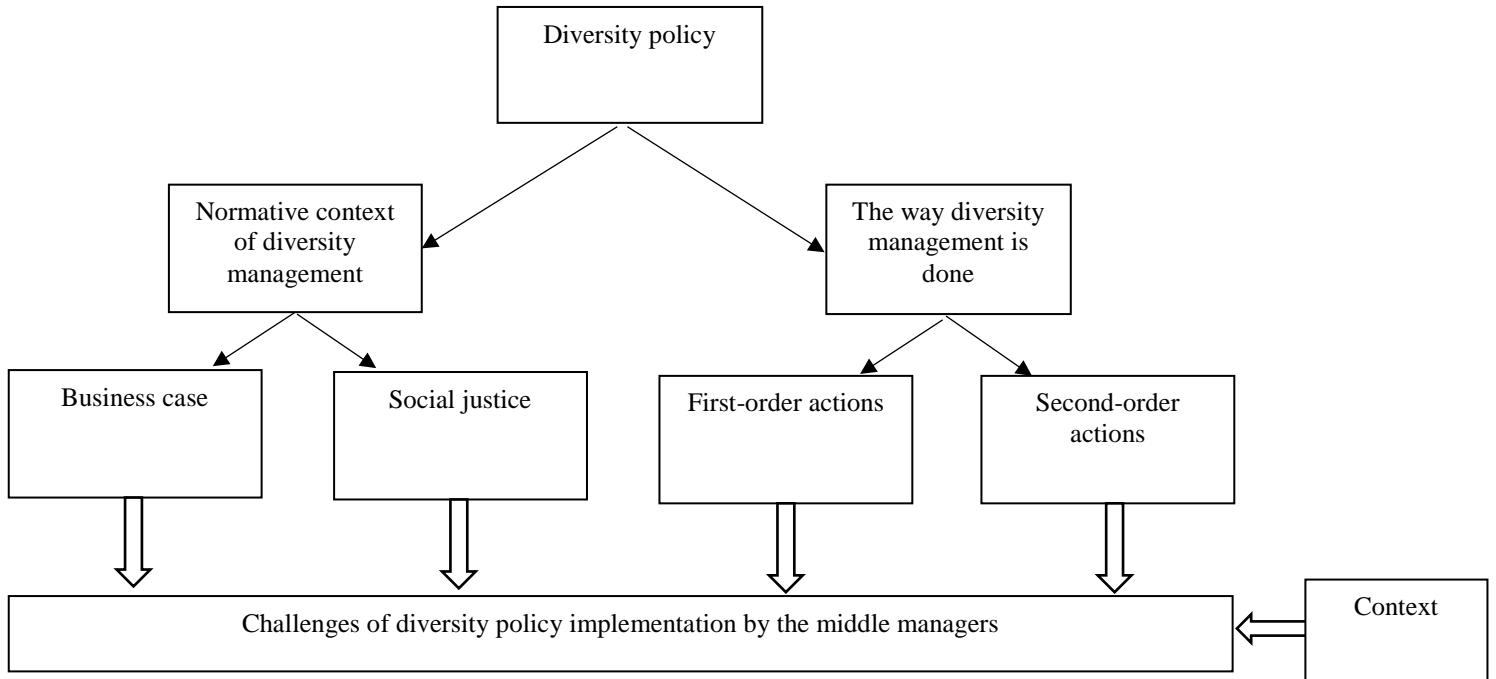 Diversity policy
Normative context
of diversity
management
The way diversity
management is
done
Business case
Social justice
First-order actions
Second-order
actions
Challenges of diversity policy implementation by the middle managers
Context